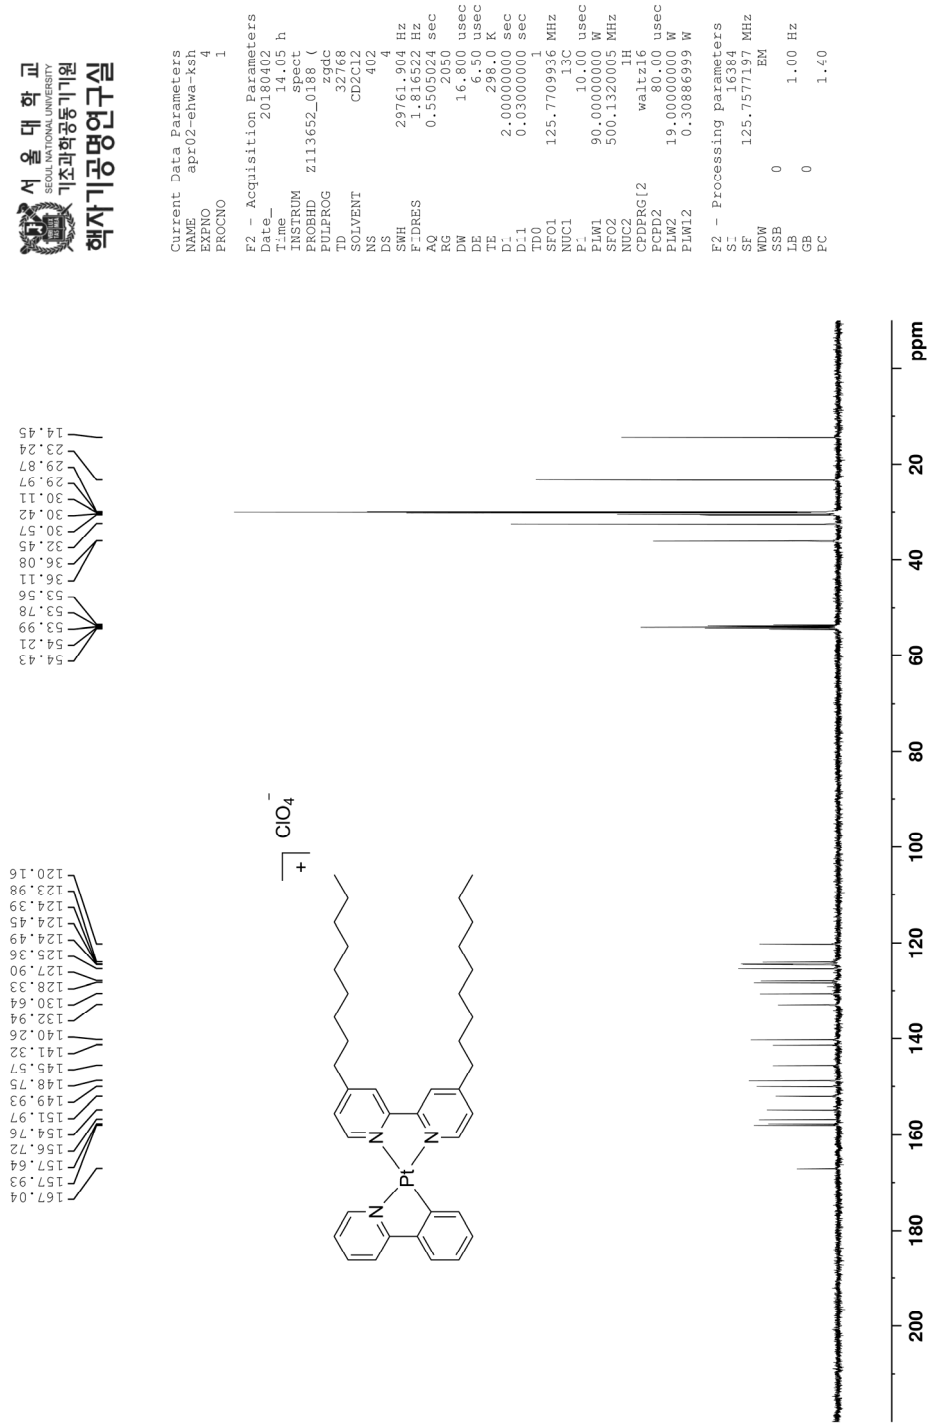 서 울 대 학 교
SEOUL NATIONAL UNIVERSITY
기초과학공동기기원
핵자기공명연구실
Current Data Parameters
NAME apr02-ehwa-ksh
EXPNO 4
PROCNO 1
F2 - Acquisition Parameters
Date_ 20180402
Time 14.05 h
INSTRUM spect
PROBHD Z113652_0188 (
PULPROG zgdc
TD 32768
SOLVENT CD2Cl2
NS 402
DS 4
SWH 29761.904 Hz
FIDRES 1.816522 Hz
AQ 0.5505024 sec
RG 2050
DW 16.800 usec
DE 6.50 usec
TE 298.0 K
D1 2.00000000 sec
D11 0.03000000 sec
TD0 1
SFO1 125.7709936 MHz
NUC1 13C
P1 10.00 usec
PLW1 90.00000000 W
SFO2 500.1320005 MHz
NUC2 1H
CPDPRG[2 waltz16
PCPD2 80.00 usec
PLW2 19.00000000 W
PLW12 0.30886999 W
F2 - Processing parameters
SI 16384
SF 125.7577197 MHz
WDW EM
SSB 0
LB 1.00 Hz
GB 0
PC 1.40
167.04
157.93
157.64
156.72
154.76
151.97
149.93
148.75
145.57
141.32
140.26
132.94
130.64
128.33
127.90
125.36
124.49
124.45
124.39
123.98
120.16
54.43
54.21
53.99
53.78
53.56
36.11
36.08
32.45
30.57
30.42
30.11
29.97
29.87
23.24
14.45
+ ClO4 -
N
N
N
Pt
200 180 160 140 120 100 80 60 40 20 ppm